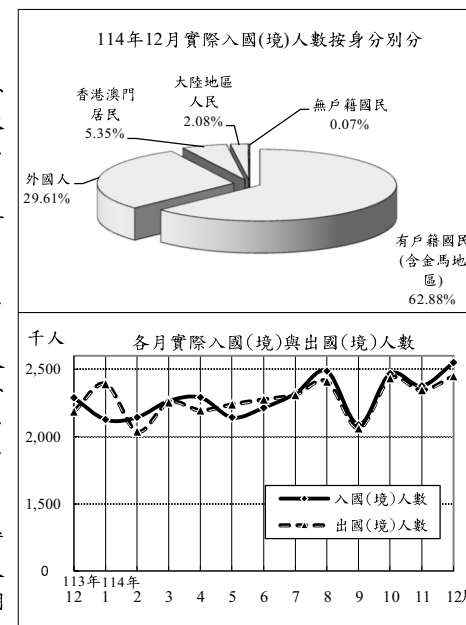 114年12月實際入國(境)人數按身分別分
大陸地區
人民
2.08%
香港澳門
居民
5.35%
無戶籍國民
0.07%
外國人
29.61%
有戶籍國民
(含金馬地
區)
62.88%
千人
各月實際入國(境)與出國(境)人數
2,500
2,000
1,500
0
入國(境)人數
出國(境)人數
113年114年
12 1 2 3 4 5 6 7 8 9 10 11 12月